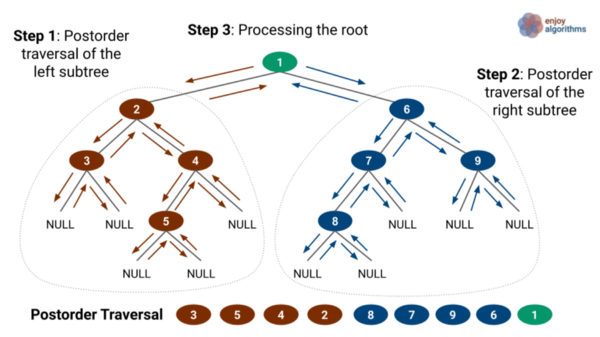 enjoy
algorithms
Step 1: Postorder
traversal of the
left subtree
Step 3: Processing the root
Step 2: Postorder
traversal of the
right subtree
1
2
6
3
4
7
9
5
8
NULL NULL NULL NULL NULL NULL
NULL NULL NULL NULL
Postorder Traversal 3 5 4 2 8 7 9 6 1